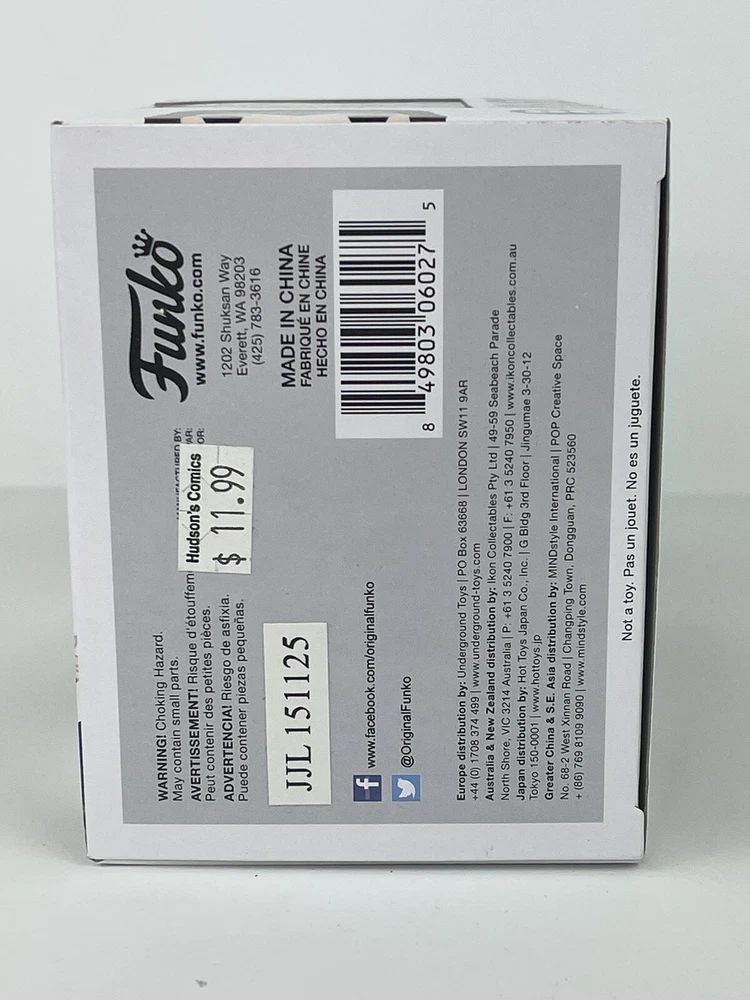 WARNING! Choking Hazard.
May contain small parts.
AVERTISSEMENT! Risque d'étouffem
Peut contenir des petites pièces.
ADVERTENCIA! Riesgo de asfixia.
Puede contener piezas pequeñas.
JJL 151125
www.facebook.com/originalfunko
@OriginalFunko
Hudson's Comics
$ 11.99
Funko
www.funko.com
1202 Shuksan Way
Everett, WA 98203
(425) 783-3616
MADE IN CHINA
FABRIQUÉ EN CHINE
HECHO EN CHINA
8 49803 06027 5
Europe distribution by: Underground Toys | PO Box 63668 | LONDON SW11 9AR
+44 (0) 1708 374 499 | www.underground-toys.com
Australia & New Zealand distribution by: Ikon Collectables Pty Ltd | 49-59 Seabeach Parade
North Shore, VIC 3214 Australia | P: +61 3 5240 7900 | F: +61 3 5240 7950 | www.ikoncollectables.com.au
Japan distribution by: Hot Toys Japan Co., Inc. | G Bldg 3rd Floor | Jingumae 3-30-12
Tokyo 150-0001 | www.hottoys.jp
Greater China & S.E. Asia distribution by: MINDstyle International | POP Creative Space
No. 68-2 West Xinnan Road | Changping Town, Dongguan, PRC 523560
+ (86) 769 8109 9090 | www.mindstyle.com
Not a toy. Pas un jouet. No es un juguete.